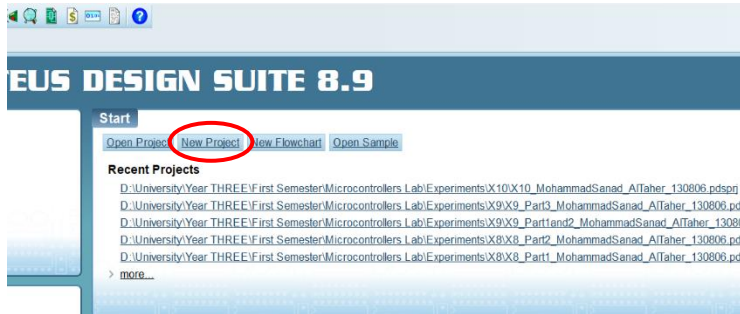 TEUS DESIGN SUITE 8.9
Start
Open Project New Project New Flowchart Open Sample
Recent Projects
D:\University\Year THREE\First Semester\Microcontrollers Lab\Experiments\X10\X10_MohammadSanad_AlTaher_130806.pdsprj
D:\University\Year THREE\First Semester\Microcontrollers Lab\Experiments\X9\X9_Part3_MohammadSanad_AlTaher_130806.pd
D:\University\Year THREE\First Semester\Microcontrollers Lab\Experiments\X9\X9_Part1and2_MohammadSanad_AlTaher_1308
D:\University\Year THREE\First Semester\Microcontrollers Lab\Experiments\X8\X8_Part2_MohammadSanad_AlTaher_130806.pd
D:\University\Year THREE\First Semester\Microcontrollers Lab\Experiments\X8\X8_Part1_MohammadSanad_AlTaher_130806.pd
> more...